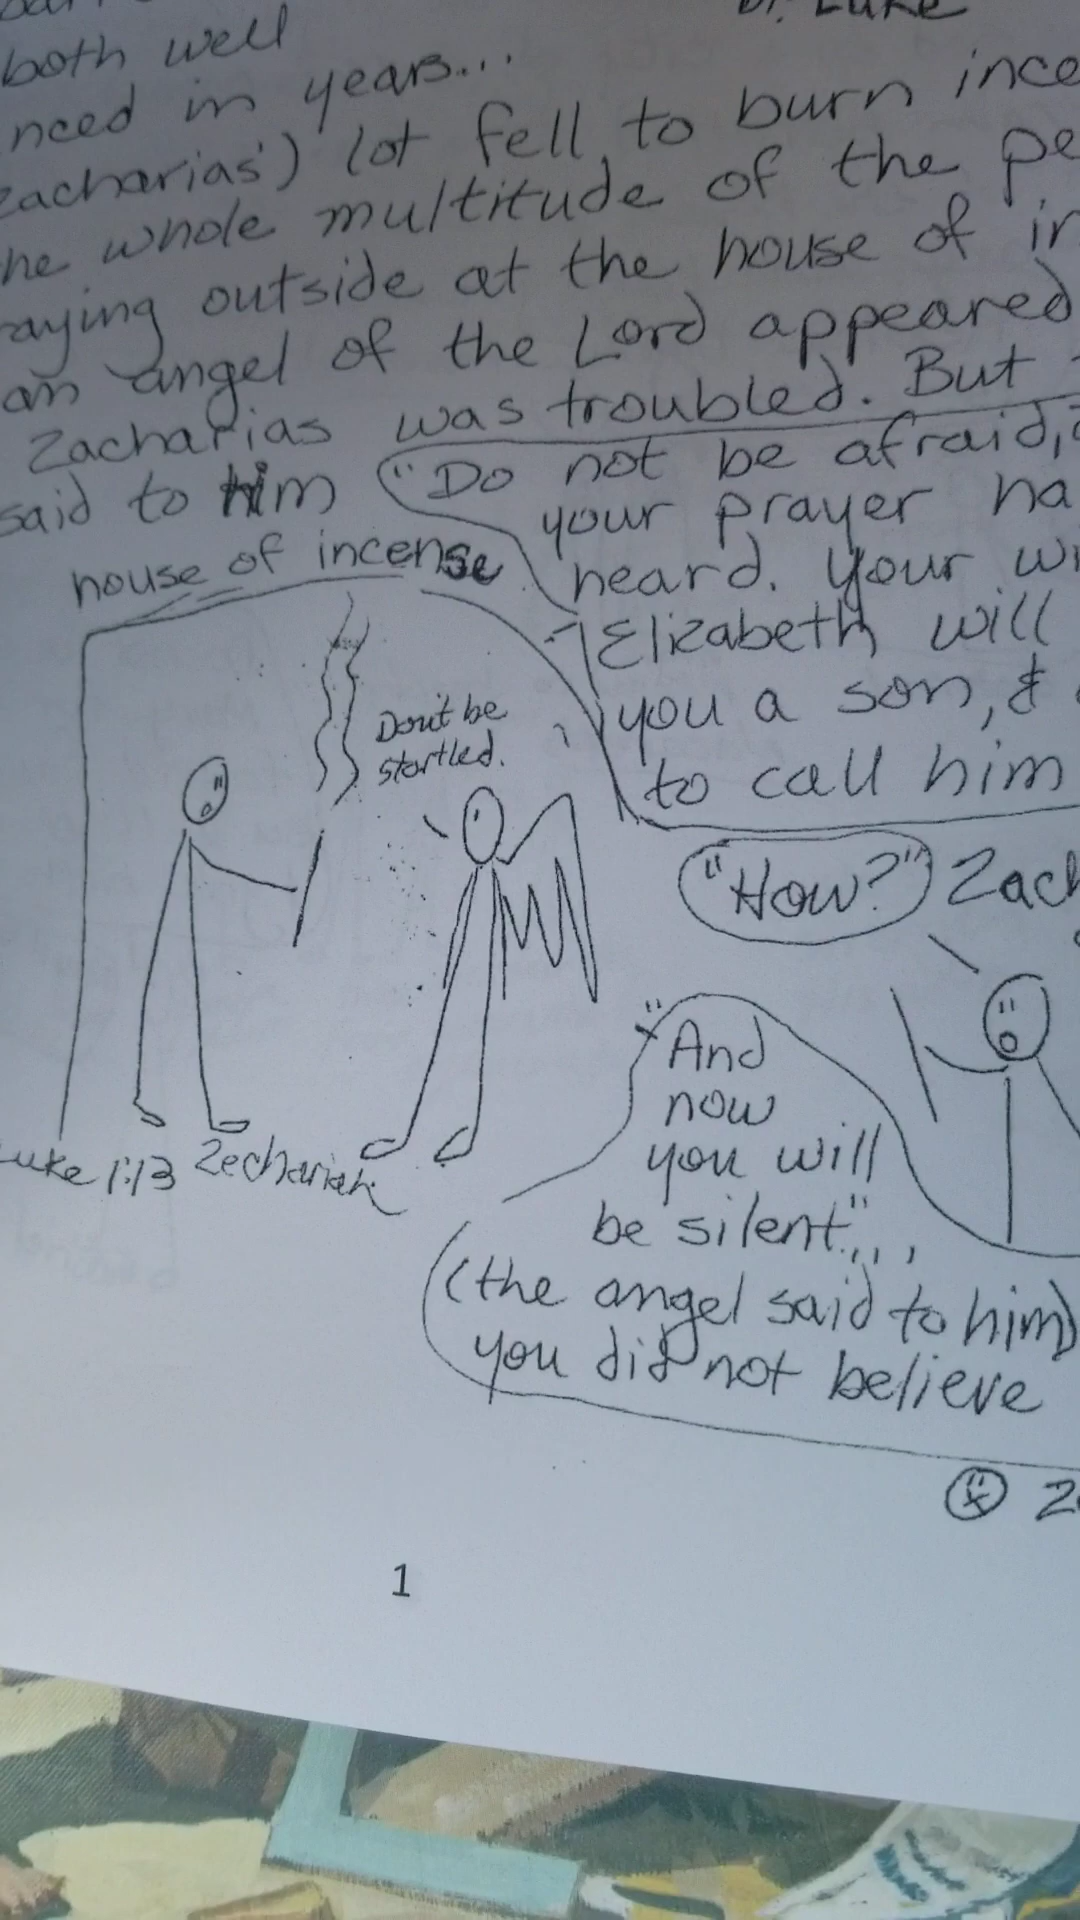 Dr. Luke
both well
nced in years...
Zacharias') lot fell to burn ince
he whole multitude of the pe
raying outside at the house of in
an angel of the Lord appeared
Zacharias was troubled. But
said to him "Do not be afraid,
your prayer ha
heard. Your wi
Elizabeth will
you a son, &
to call him
house of incense
Don't be
startled.
"How?" Zach
Luke 1:13 Zechariah
"And
now
you will
be silent"...
(the angel said to him)
you did not believe
1